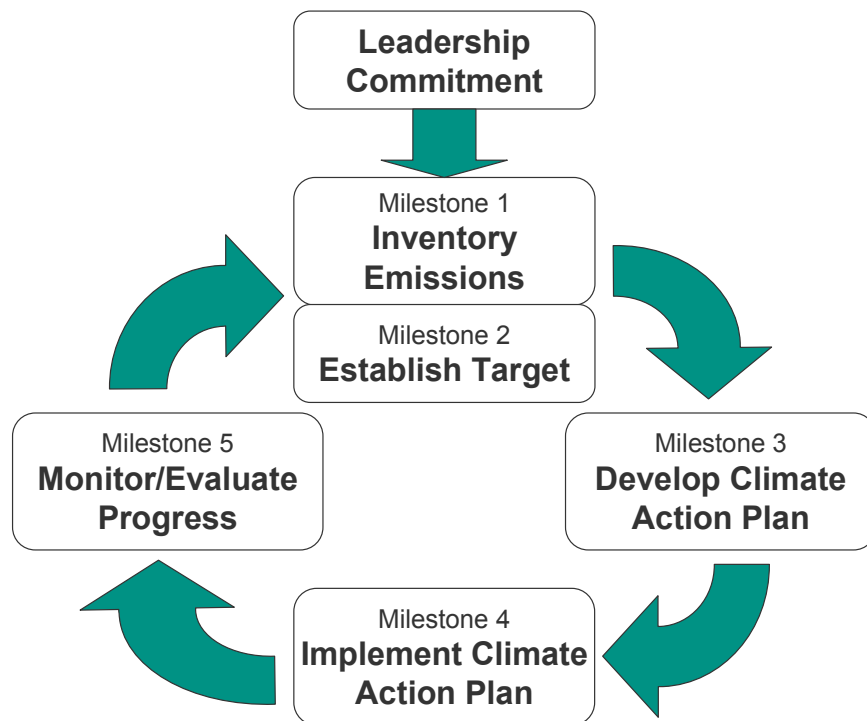 Leadership
Commitment
Milestone 1
Inventory
Emissions
Milestone 2
Establish Target
Milestone 3
Develop Climate
Action Plan
Milestone 4
Implement Climate
Action Plan
Milestone 5
Monitor/Evaluate
Progress